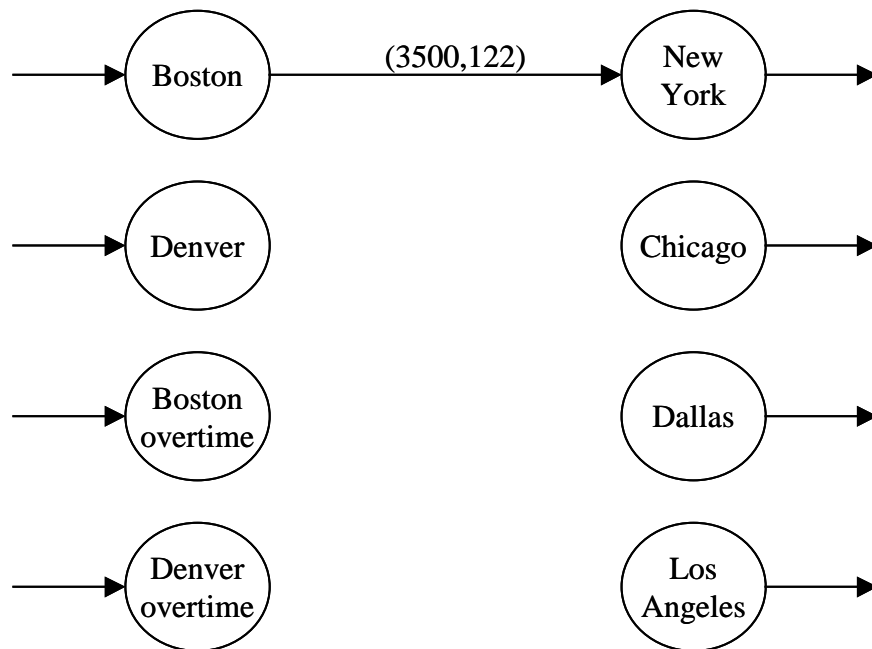 Boston
(3500,122)
New
York
Denver
Chicago
Boston
overtime
Dallas
Denver
overtime
Los
Angeles